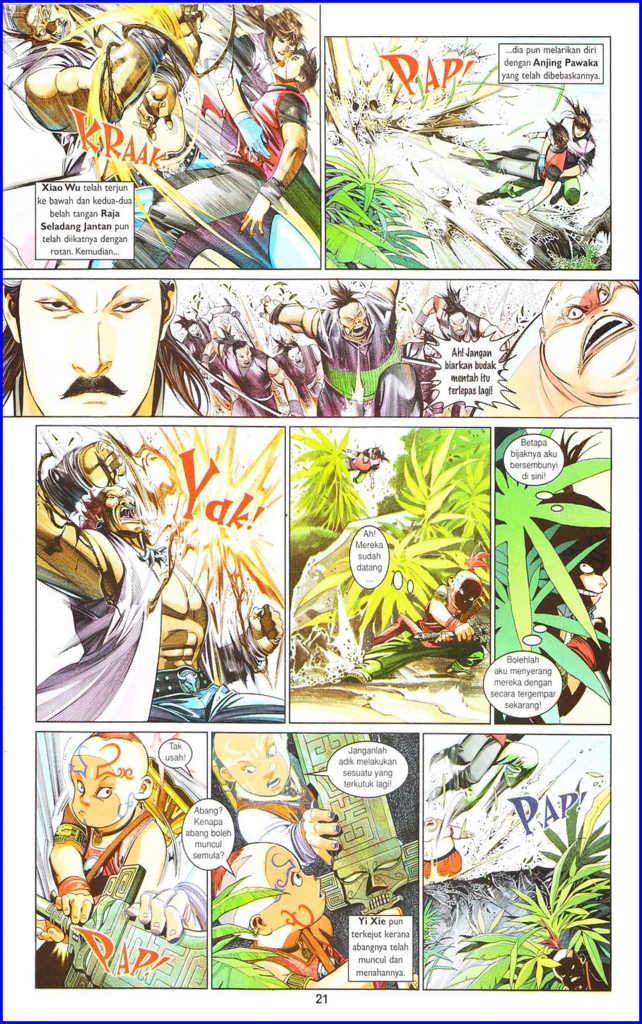 KRAAK
Xiao Wu telah terjun
ke bawah dan kedua-dua
belah tangan Raja
Seladang Jantan pun
telah diikatnya dengan
rotan. Kemudian...
PAP!
...dia pun melarikan diri
dengan Anjing Pawaka
yang telah dibebaskannya.
Ah! Jangan
biarkan budak
mentah itu
terlepas lagi!
Yak!
Ah!
Mereka
sudah
datang
...
Betapa
bijaknya aku
bersembunyi
di sini!
Bolehlah
aku menyerang
mereka dengan
secara tergempar
sekarang!
Tak
usah!
Abang?
Kenapa
abang boleh
muncul
semula?
PAP!
Janganlah
adik melakukan
sesuatu yang
terkutuk lagi!
Yi Xie pun
terkejut kerana
abangnya telah
muncul dan
menahannya.
PAP!
21